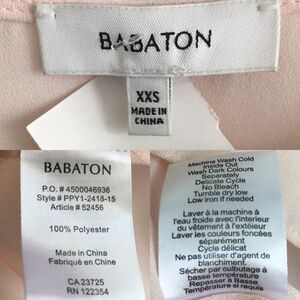 BABATON
XXS
MADE IN
CHINA
BABATON
P.O. #4500046936
Style # PPY1-2418-15
Article # 52456
100% Polyester
Made in China
Fabriqué en Chine
CA 23725
RN 122354
Machine Wash Cold
Inside Out
Wash Dark Colours
Separately
Delicate Cycle
No Bleach
Tumble dry low
Low iron if needed
Laver à la machine à
l'eau froide avec l'interieur
du vêtement à l'extérieur
Laver les couleurs foncées
séparément
Cycle délicat
Ne pas utiliser d'agent de
blanchiment.
Sécher par culbutage à
basse température
Repasser à Basse
Temperature si requis